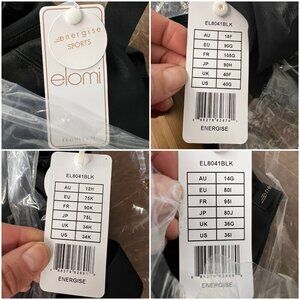 energise
SPORTS
elomi
EL8041BLK
AU 18F
EU 90G
FR 105G
JP 90H
UK 40F
US 40G
ENERGISE
EL8041BLK
AU 12H
EU 75K
FR 90K
JP 75L
UK 34H
US 34K
ENERGISE
EL8041BLK
AU 14G
EU 80I
FR 95I
JP 80J
UK 36G
US 36I
ENERGISE